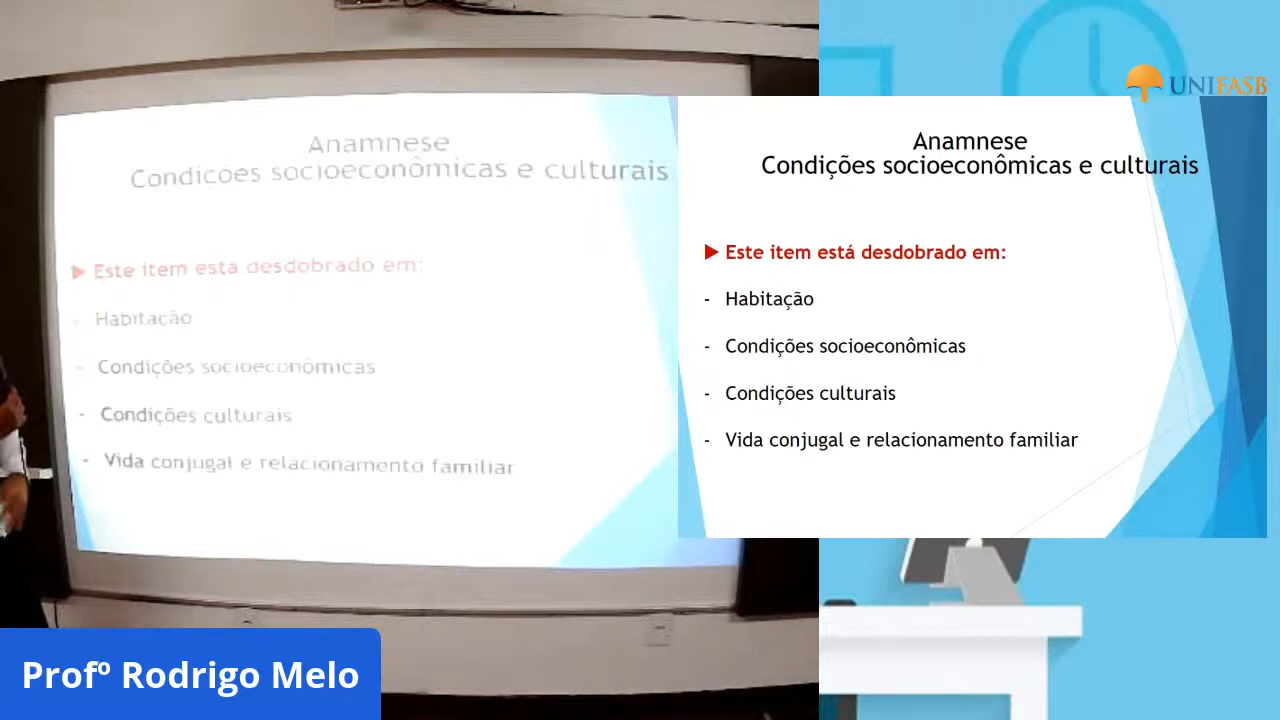 Anamnese
Condições socioeconômicas e culturais
Este item está desdobrado em:
- Habitação
- Condições socioeconômicas
- Condições culturais
- Vida conjugal e relacionamento familiar
UNIFASB
Anamnese
Condições socioeconômicas e culturais
Este item está desdobrado em:
- Habitação
- Condições socioeconômicas
- Condições culturais
- Vida conjugal e relacionamento familiar
Profº Rodrigo Melo